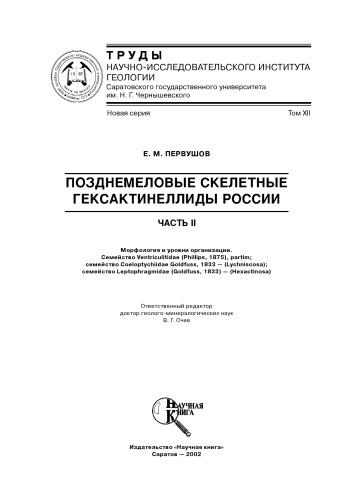 ТРУДЫ
НАУЧНО-ИССЛЕДОВАТЕЛЬСКОГО ИНСТИТУТА
ГЕОЛОГИИ
Саратовского государственного университета
им. Н. Г. Чернышевского
Новая серия Том XII
Е. М. ПЕРВУШОВ
ПОЗДНЕМЕЛОВЫЕ СКЕЛЕТНЫЕ
ГЕКСАКТИНЕЛЛИДЫ РОССИИ
ЧАСТЬ II
Морфология и уровни организации.
Семейство Ventriculitidae (Phillips, 1875), partim;
семейство Coeloptychiidae Goldfuss, 1833 — (Lychniscosa);
семейство Leptophragmidae (Goldfuss, 1833) — (Hexactinosa)
Ответственный редактор
доктор геолого-минералогических наук
В. Г. Очев
НАУЧНАЯ
КНИГА
Издательство «Научная книга»
Саратов — 2002